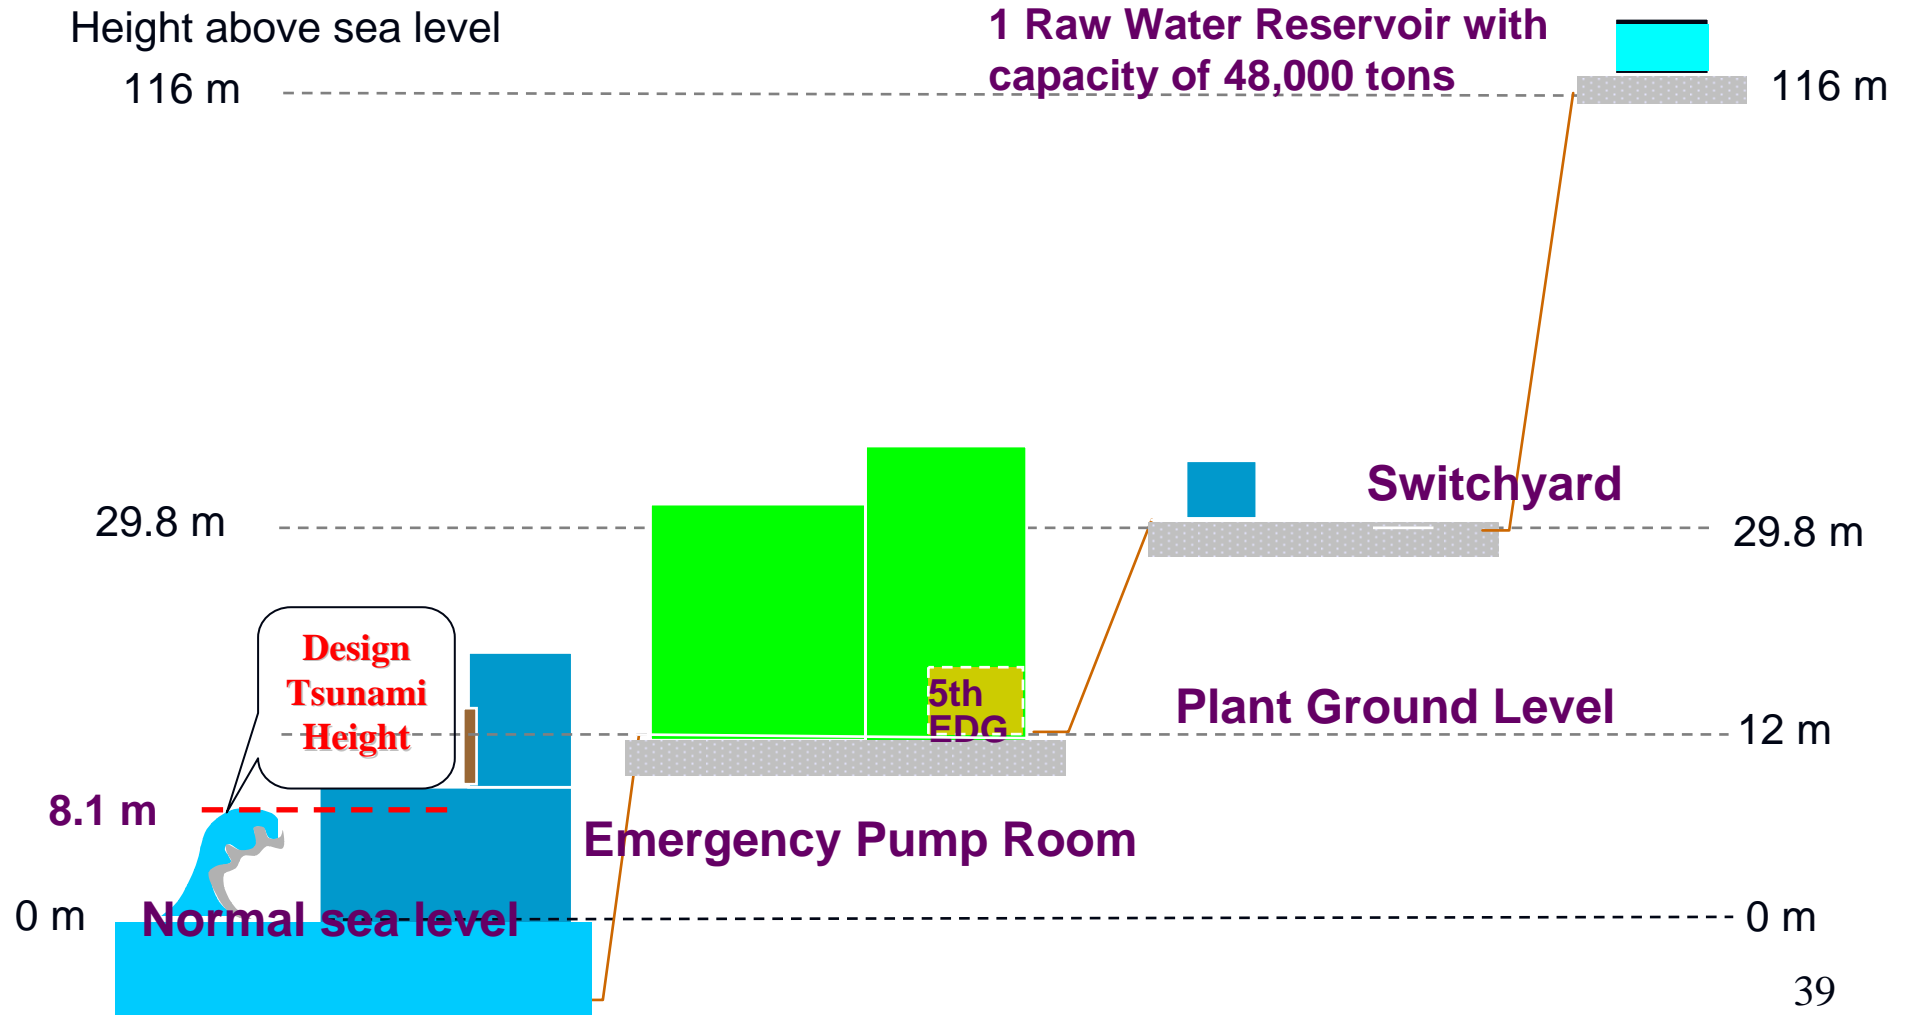 Height above sea level
1 Raw Water Reservoir with
capacity of 48,000 tons
116 m
116 m
Switchyard
29.8 m
29.8 m
Design
Tsunami
Height
5th
EDG
Plant Ground Level
12 m
8.1 m
Emergency Pump Room
0 m
Normal sea level
0 m
39